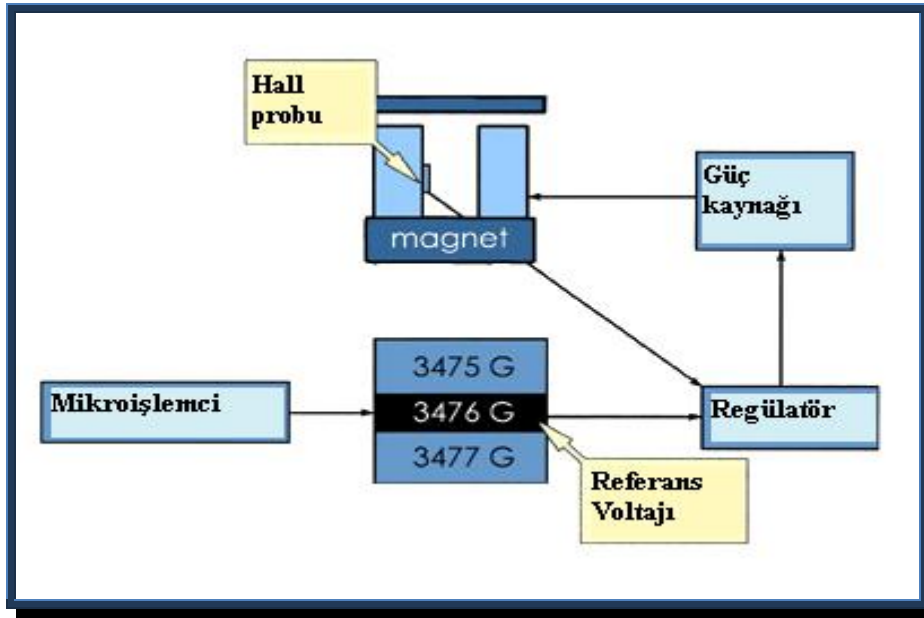 Hall
probu
Güç
kaynağı
magnet
3475 G
Mikroişlemci
3476 G
Regülatör
3477 G
Referans
Voltajı